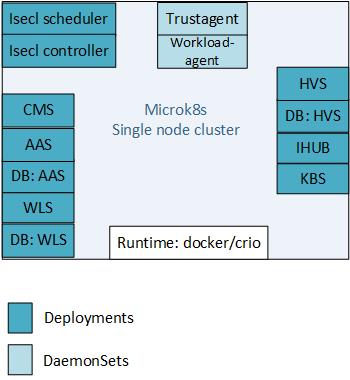 Isecl scheduler
Isecl controller
Trustagent
Workload-
agent
CMS
AAS
DB: AAS
WLS
DB: WLS
Microk8s
Single node cluster
HVS
DB: HVS
IHUB
KBS
Runtime: docker/crio
Deployments
DaemonSets